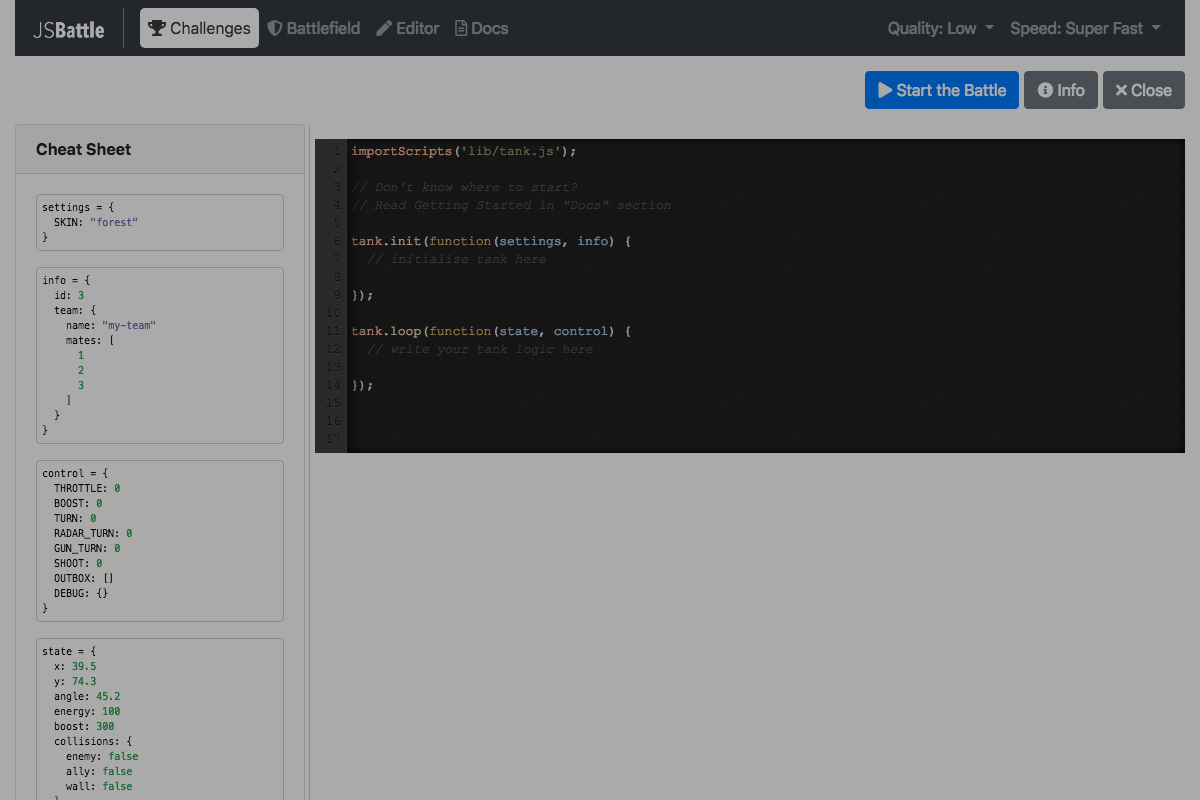 JSBattle
Challenges
Battlefield
Editor
Docs
Quality: Low
Speed: Super Fast
Start the Battle
Info
Close
Cheat Sheet
settings = {
SKIN: "forest"
}
info = {
id: 3
team: {
name: "my-team"
mates: [
1
2
3
]
}
}
control = {
THROTTLE: 0
BOOST: 0
TURN: 0
RADAR_TURN: 0
GUN_TURN: 0
SHOOT: 0
OUTBOX: []
DEBUG: {}
}
state = {
x: 39.5
y: 74.3
angle: 45.2
energy: 100
boost: 300
collisions: {
enemy: false
ally: false
wall: false
1 importScripts('lib/tank.js');
2
3 // Don't know where to start?
4 // Read Getting Started in "Docs" section
5
6 tank.init(function(settings, info) {
7 // initialize tank here
8
9 });
10
11 tank.loop(function(state, control) {
12 // write your tank logic here
13
14 });
15
16
17